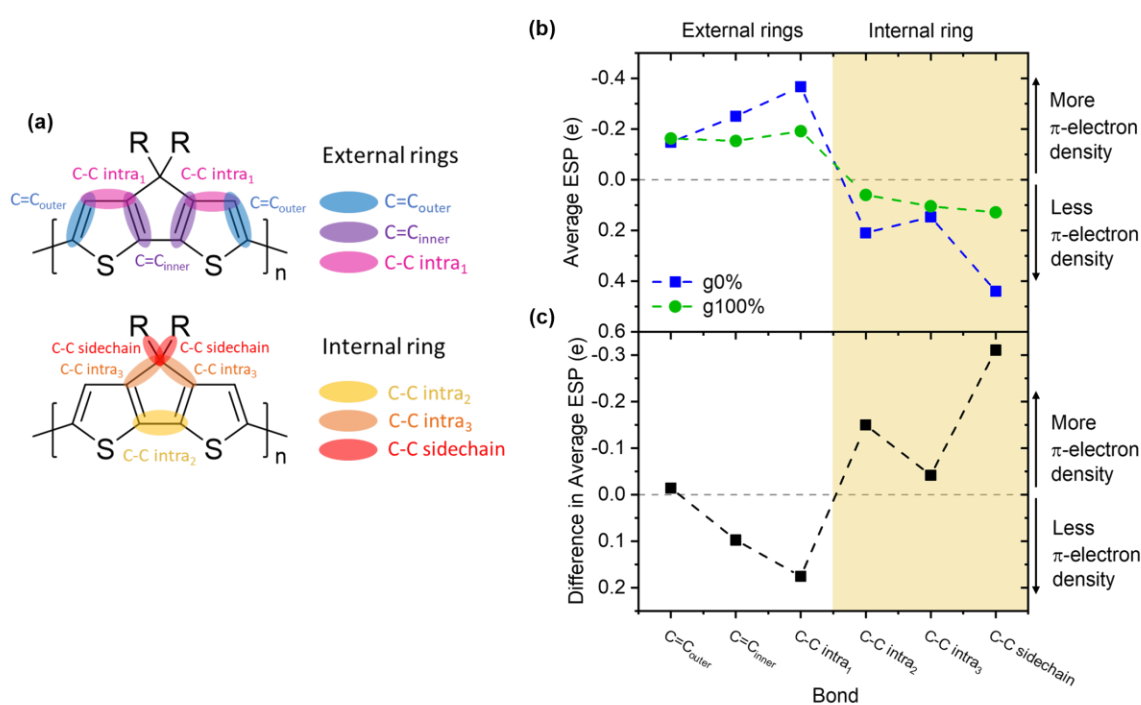 (a)
R R
C-C intra₁ C-C intra₁
C=Couter C=Couter
S S
n
C=Cinner
External rings
C=Couter
C=Cinner
C-C intra₁
R R
C-C sidechain C-C sidechain
C-C intra₃ C-C intra₃
S S
n
C-C intra₂
Internal ring
C-C intra₂
C-C intra₃
C-C sidechain
(b)
External rings Internal ring
Average ESP (e)
-0.4
-0.2
0.0
0.2
0.4
0.6
g0%
g100%
More
π-electron
density
Less
π-electron
density
(c)
Difference in Average ESP (e)
-0.3
-0.2
-0.1
0.0
0.1
0.2
More
π-electron
density
Less
π-electron
density
C=Couter
C=Cinner
C-C intra₁
C-C intra₂
C-C intra₃
C-C sidechain
Bond